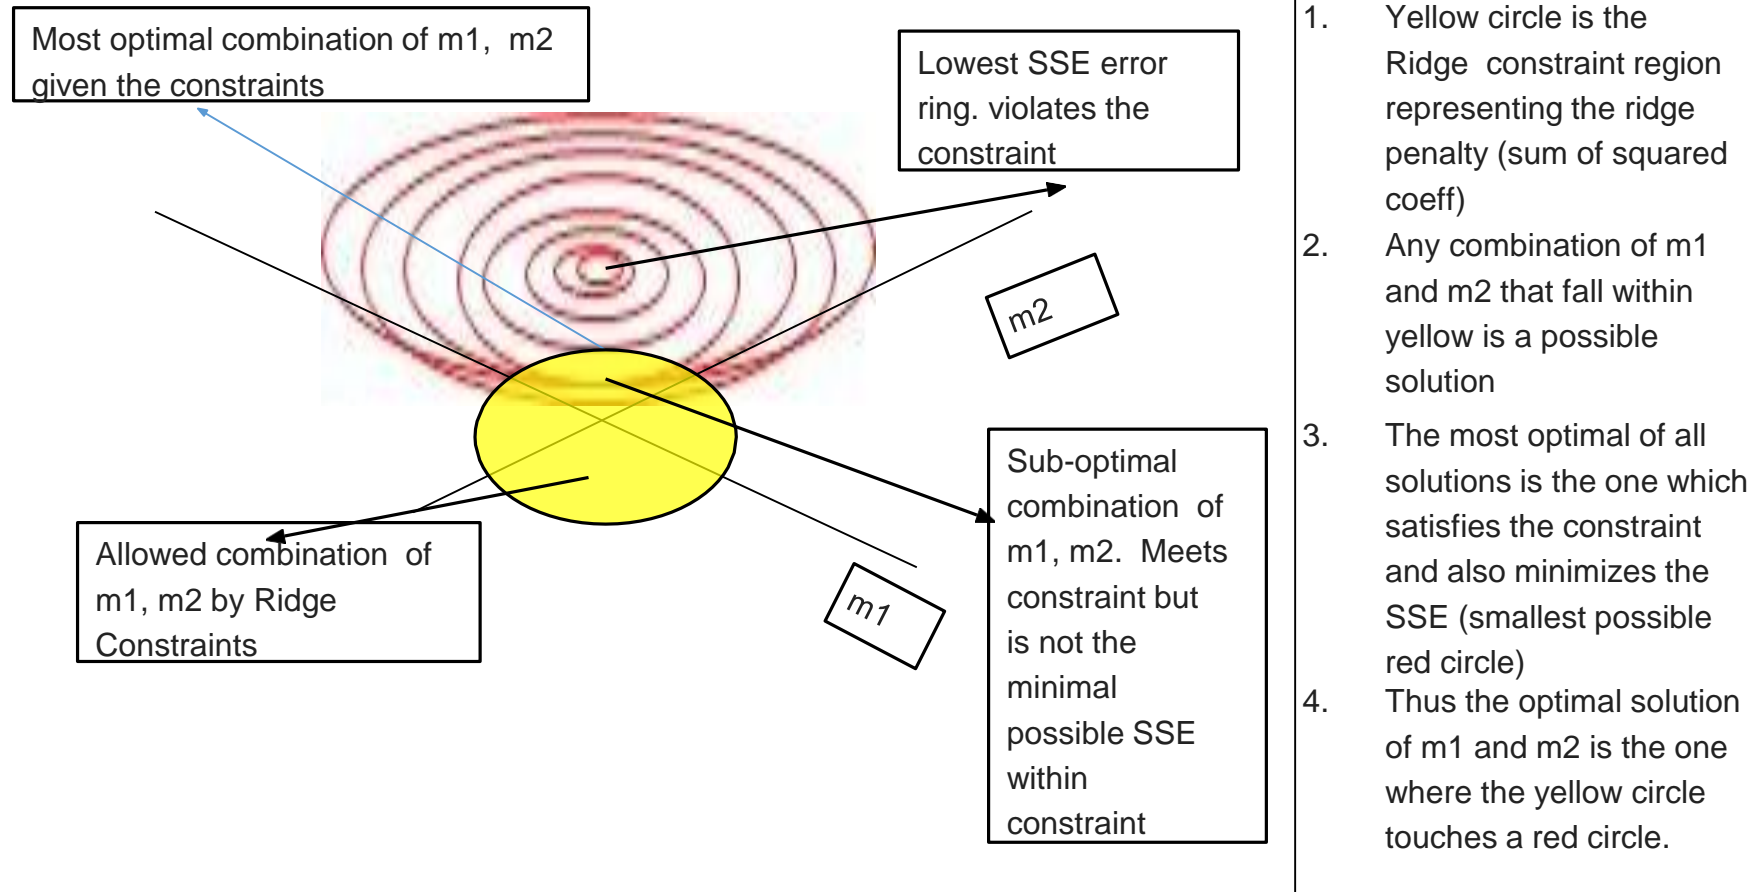 Most optimal combination of m1,  m2
given the constraints
Lowest SSE error
ring. violates the
constraint
m2
Sub-optimal
combination  of
m1, m2.  Meets
constraint but
is not the
minimal
possible SSE
within
constraint
Allowed combination  of
m1, m2 by Ridge
Constraints
m1
1. Yellow circle is the
Ridge  constraint region
representing the ridge
penalty (sum of squared
coeff)
2. Any combination of m1
and m2 that fall within
yellow is a possible
solution
3. The most optimal of all
solutions is the one which
satisfies the constraint
and also minimizes the
SSE (smallest possible
red circle)
4. Thus the optimal solution
of m1 and m2 is the one
where the yellow circle
touches a red circle.